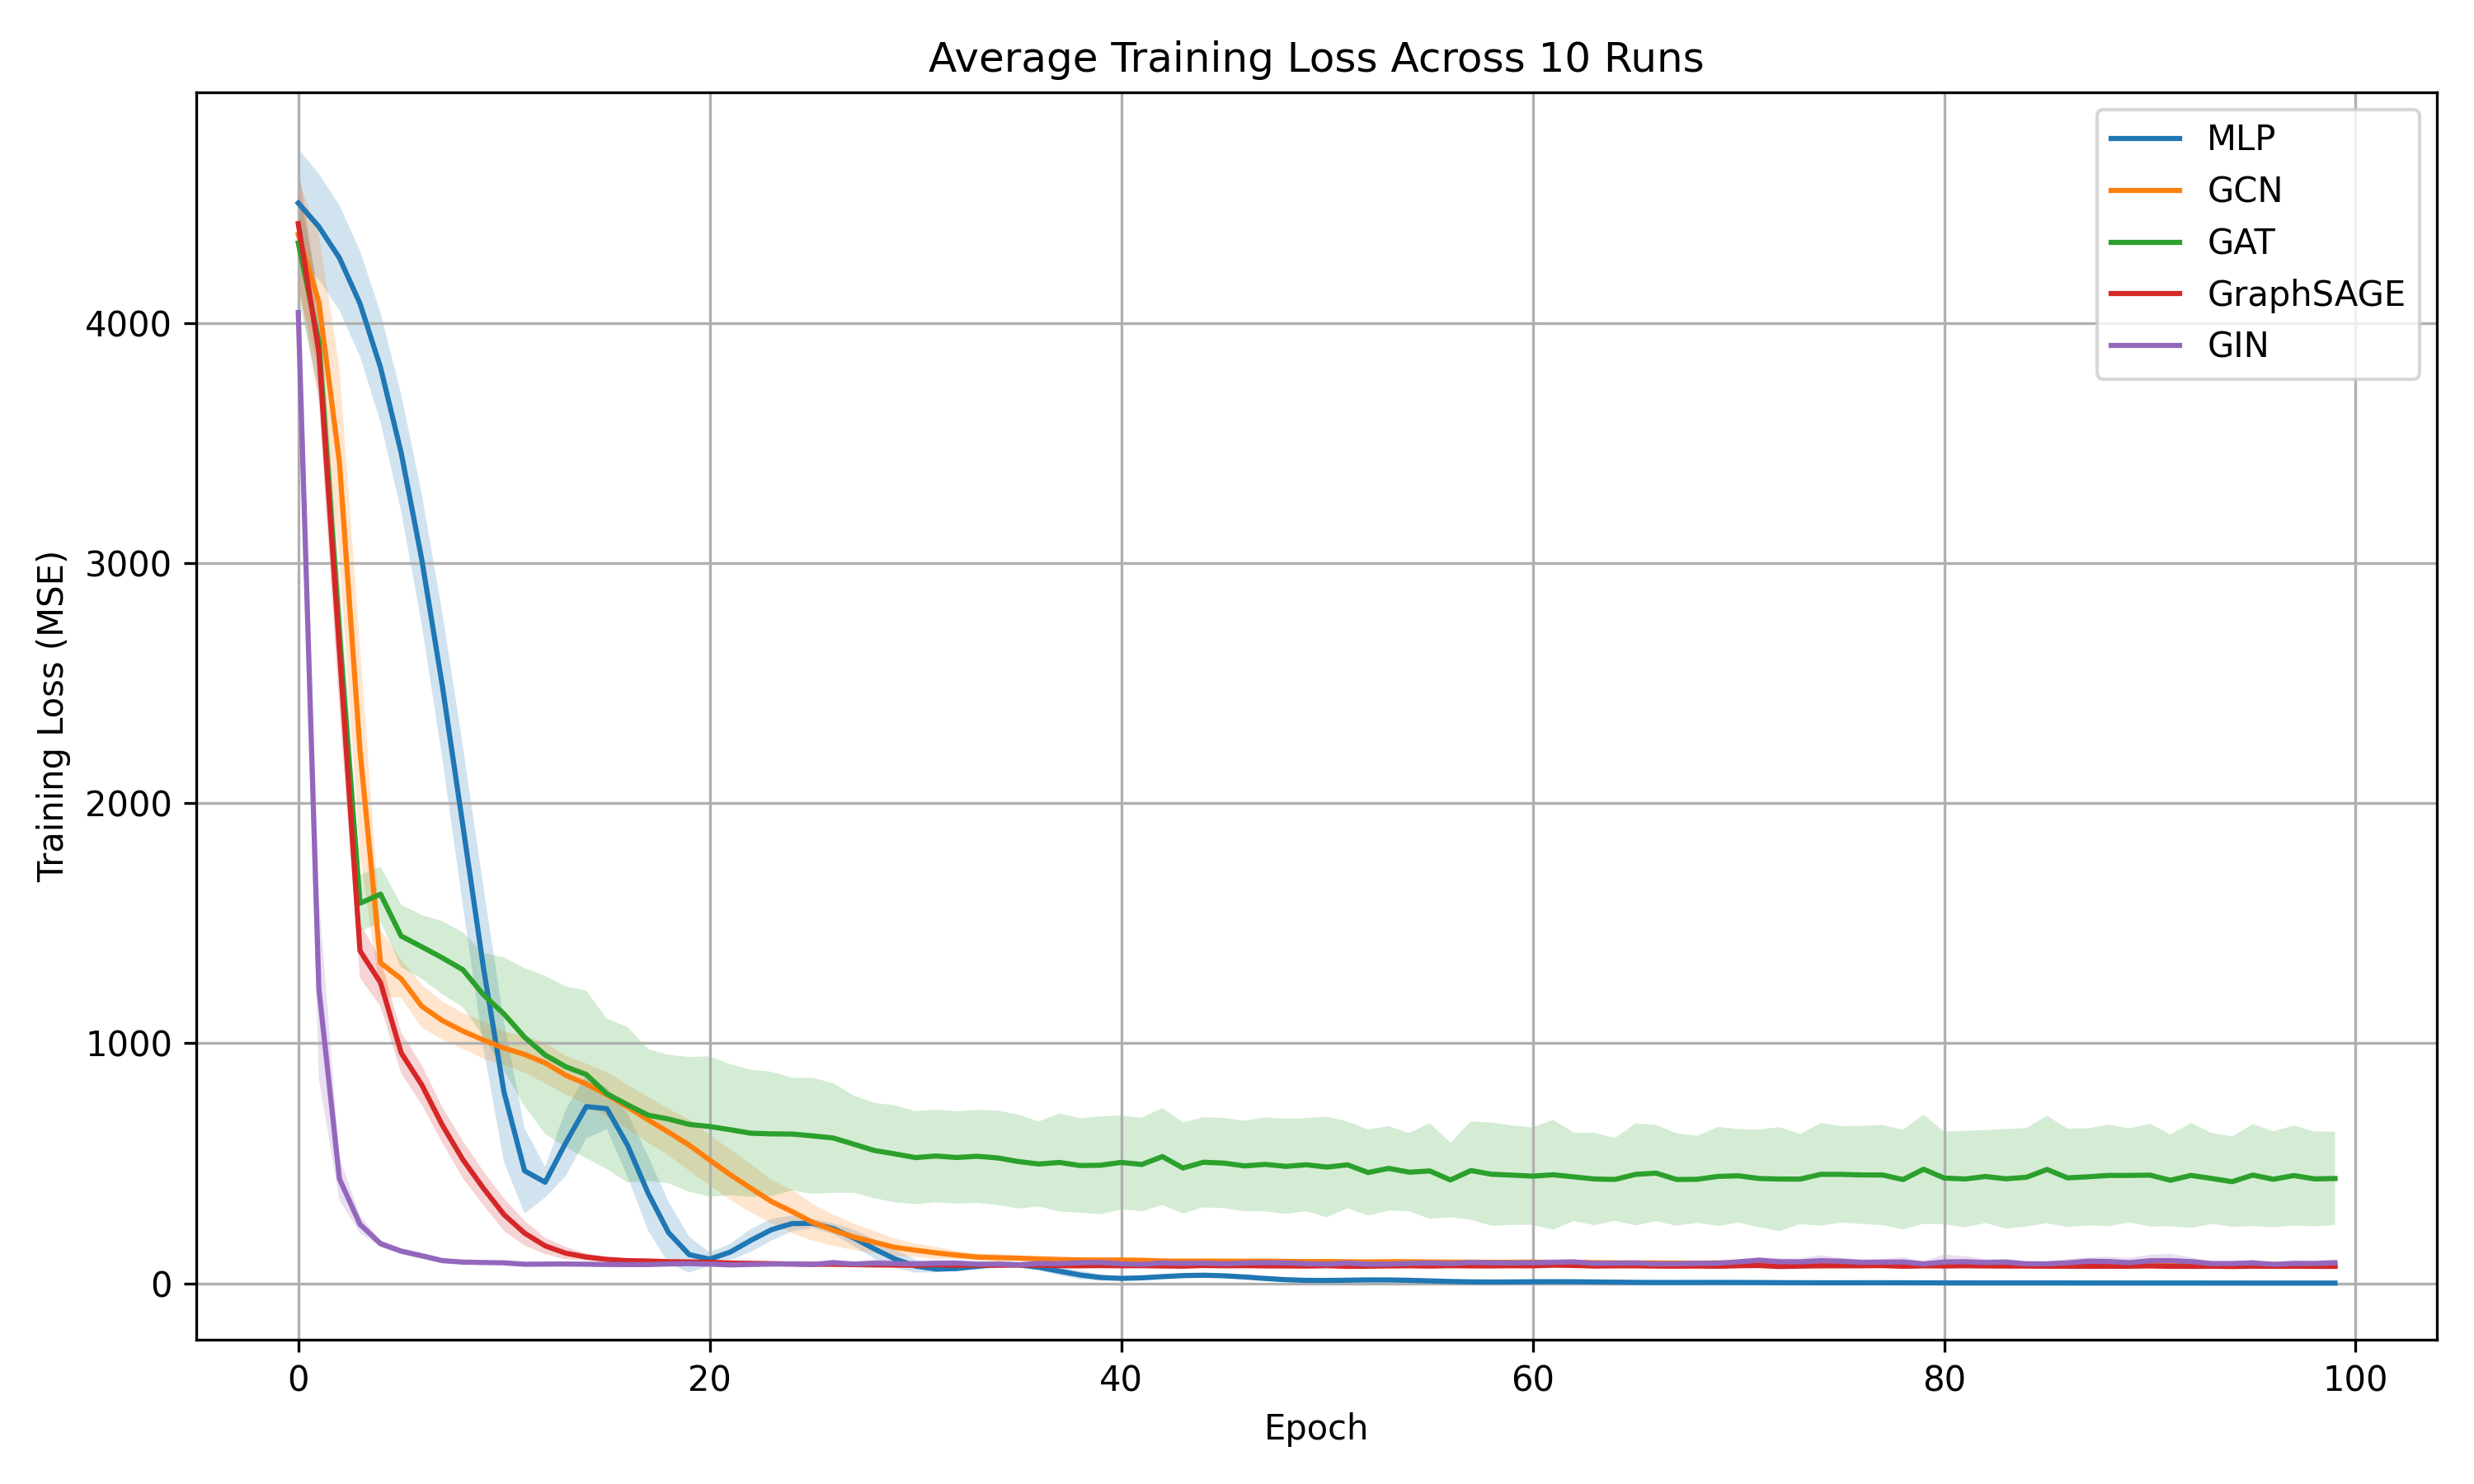 Average Training Loss Across 10 Runs
MLP
GCN
GAT
GraphSAGE
GIN
Training Loss (MSE)
4000
3000
2000
1000
0
0 20 40 60 80 100
Epoch